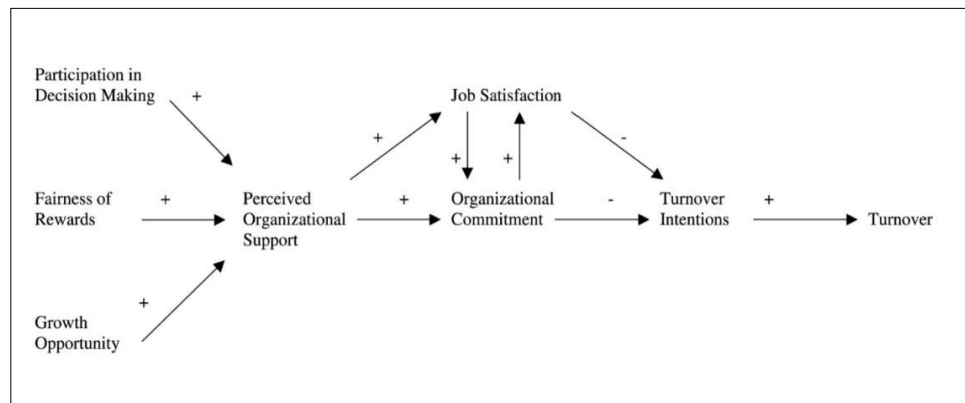 Participation in
Decision Making
+
Job Satisfaction
+
-
+
+
Fairness of
Rewards
+
Perceived
Organizational
Support
+
Organizational
Commitment
-
Turnover
Intentions
+
Turnover
+
Growth
Opportunity